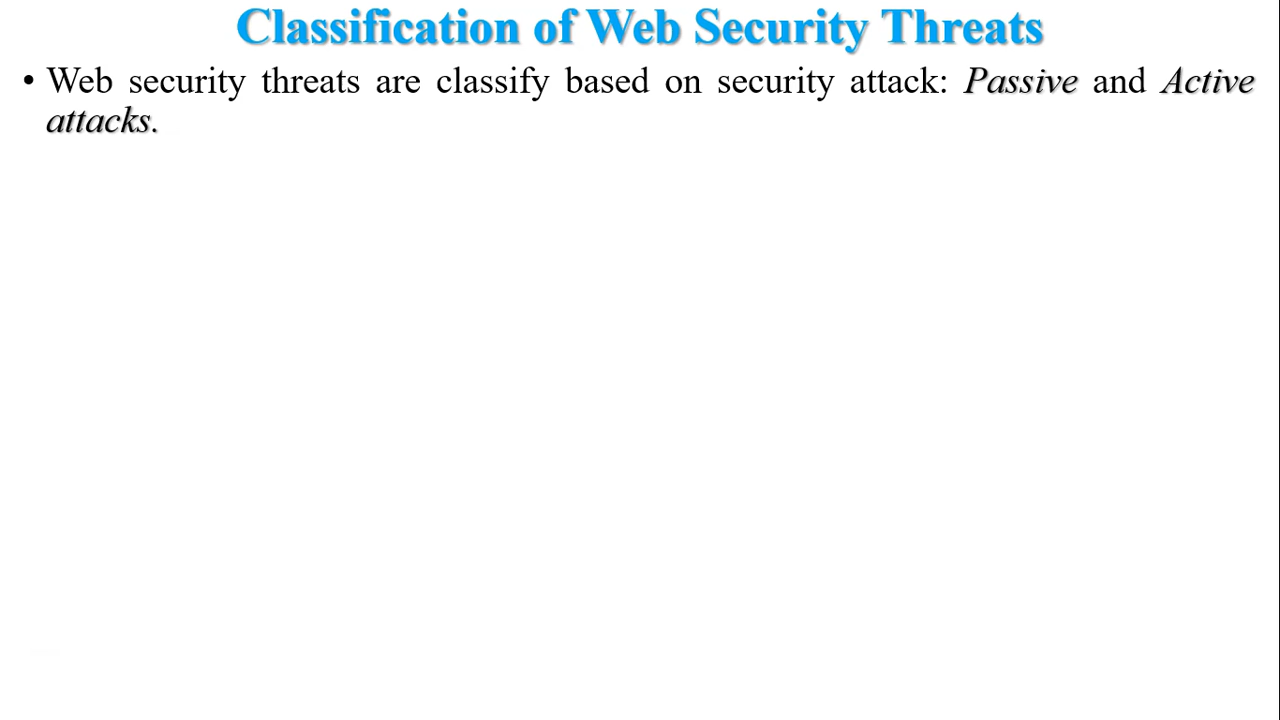 Classification of Web Security Threats
• Web security threats are classify based on security attack: Passive and Active
attacks.